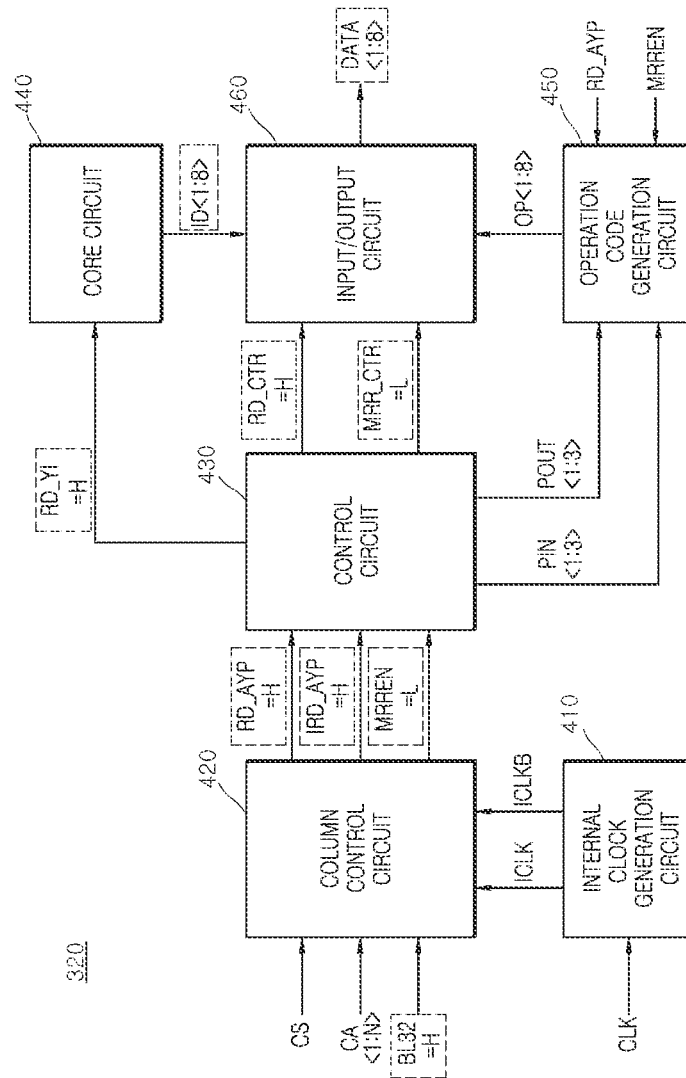 320
CS
CA
<1:N>
BL32
=H
CLK
420
COLUMN
CONTROL
CIRCUIT
ICLK
ICLKB
410
INTERNAL
CLOCK
GENERATION
CIRCUIT
RD_AYP
=H
IRD_AYP
=H
MRREN
=L
RD_YI
=H
430
CONTROL
CIRCUIT
PIN
<1:3>
POUT
<1:3>
RD_CTR
=H
MRR_CTR
=L
440
CORE CIRCUIT
ID<1:8>
460
INPUT/OUTPUT
CIRCUIT
DATA
<1:8>
OP<1:8>
450
OPERATION
CODE
GENERATION
CIRCUIT
RD_AYP
MRREN